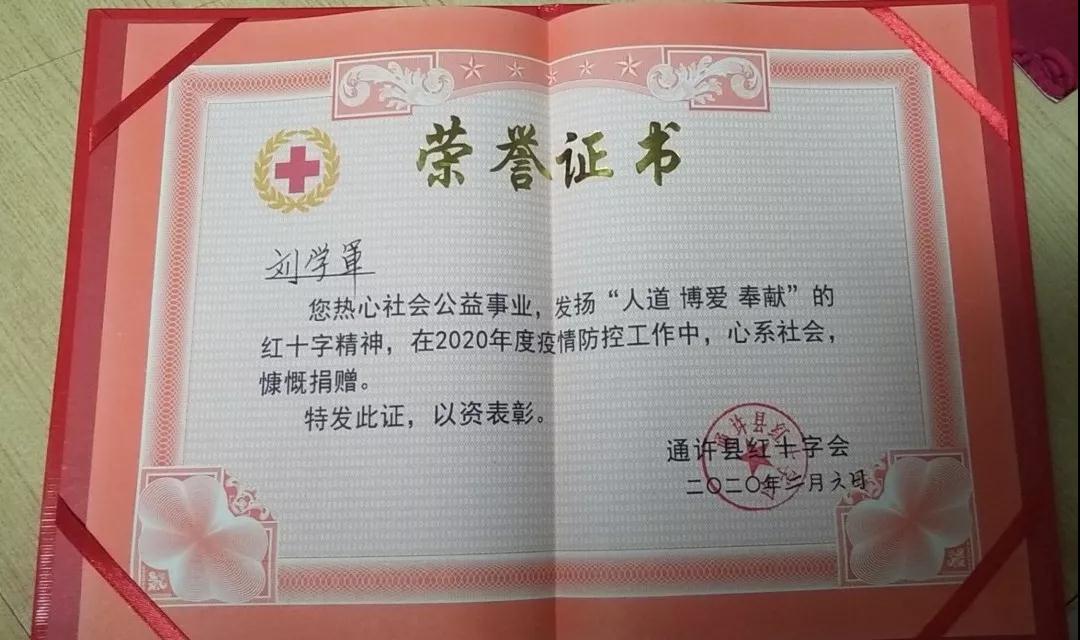 荣誉证书
刘学军
您热心社会公益事业，发扬“人道 博爱 奉献”的
红十字精神，在2020年度疫情防控工作中，心系社会，
慷慨捐赠。
特发此证，以资表彰。
通许县红十字会
二〇二〇年二月六日